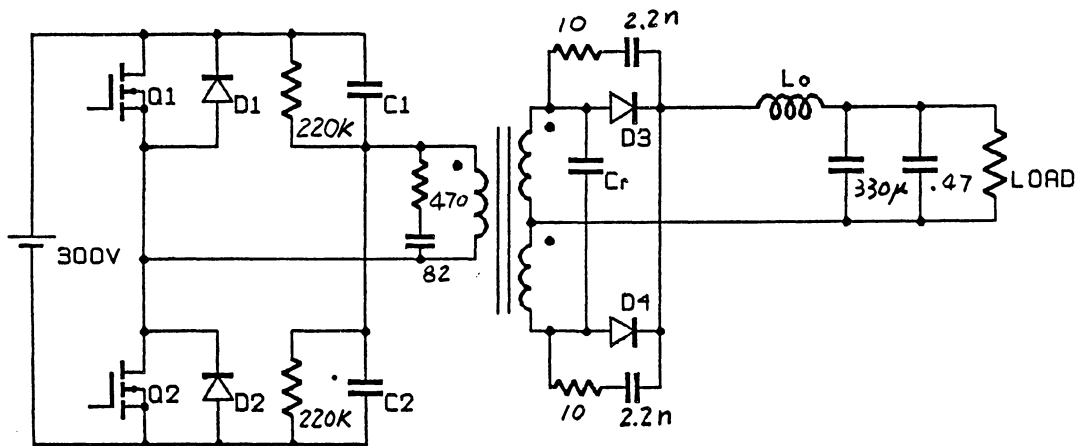 10
2.2n
Lo
Q1
D1
220K
C1
470
82
D3
Cr
330μ
.47
LOAD
300V
D4
Q2
D2
220K
C2
10
2.2n